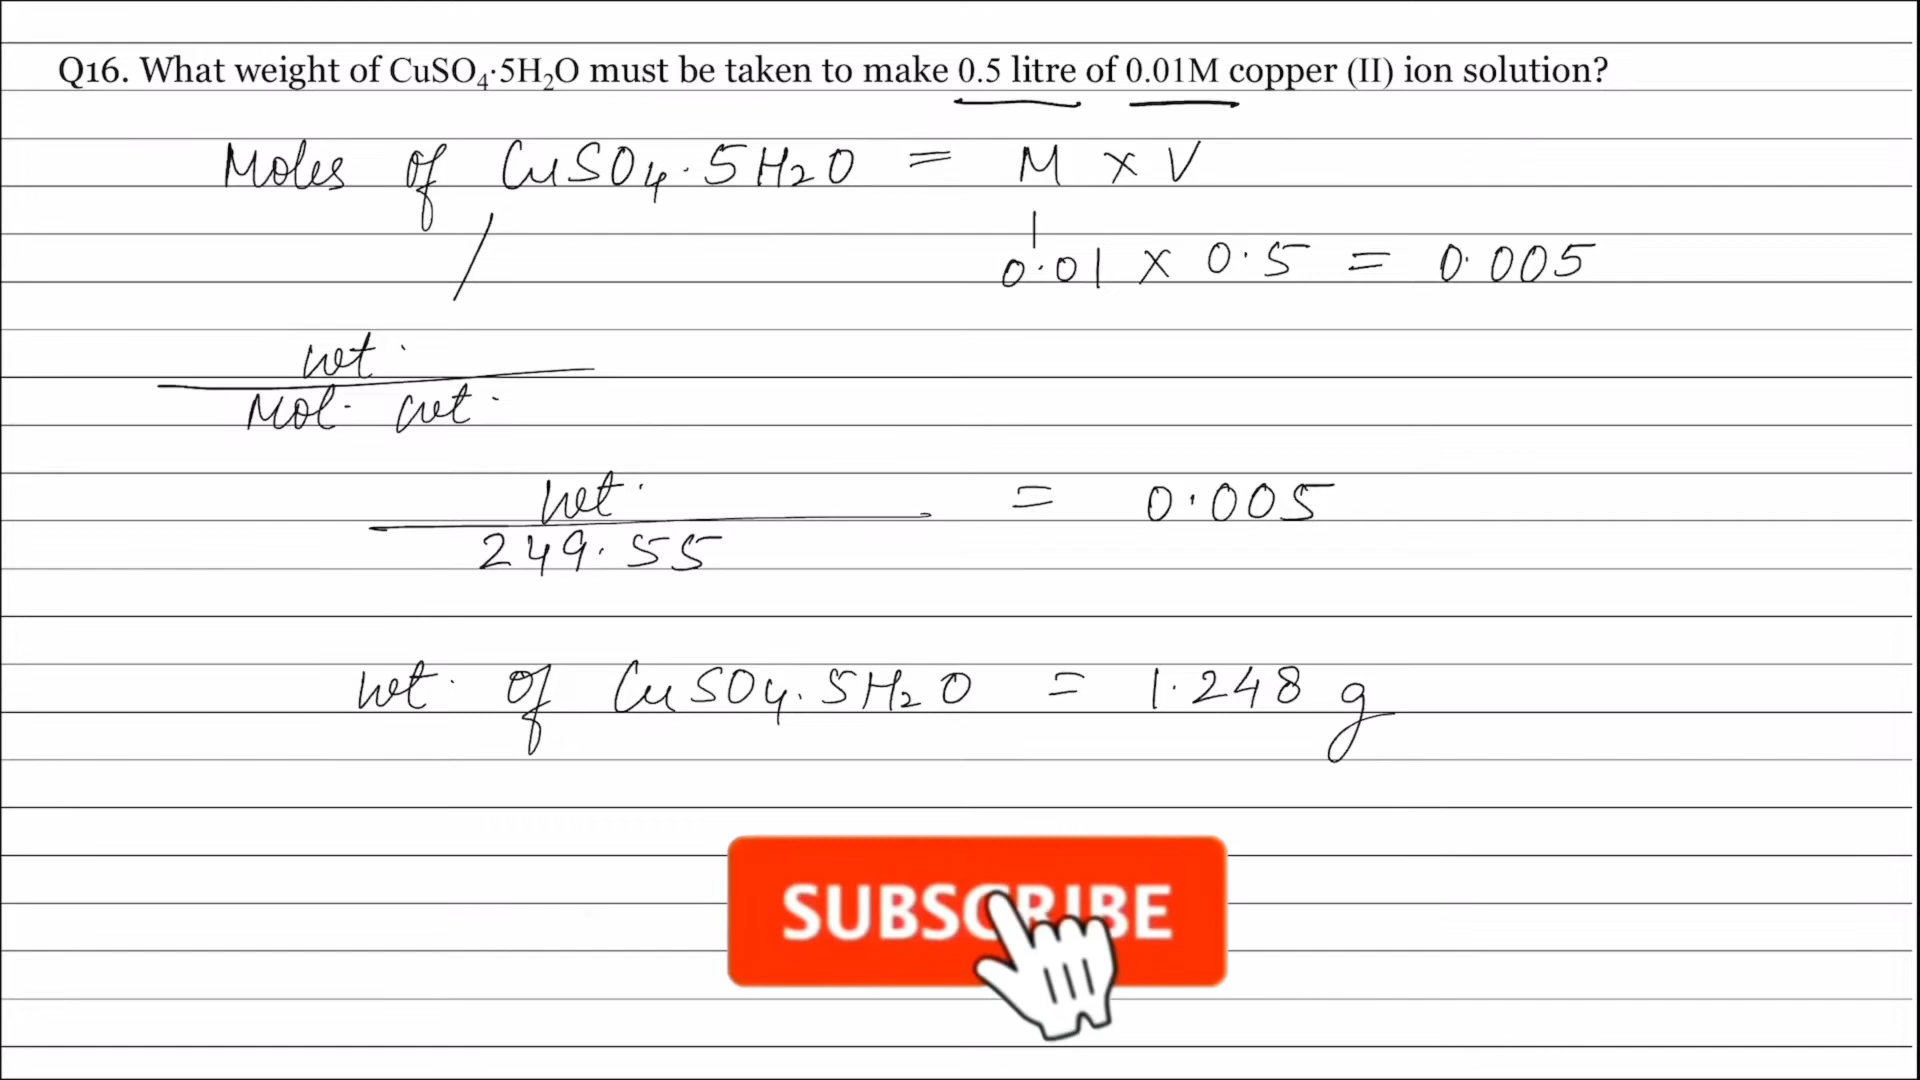 Q16. What weight of CuSO₄·5H₂O must be taken to make 0.5 litre of 0.01M copper (II) ion solution?
Moles of CuSO4.5H2O = M x V
0.01 x 0.5 = 0.005
wt.
Mol. wt.
wt. = 0.005
249.55
wt. of CuSO4.5H2O = 1.248 g
SUBSCRIBE